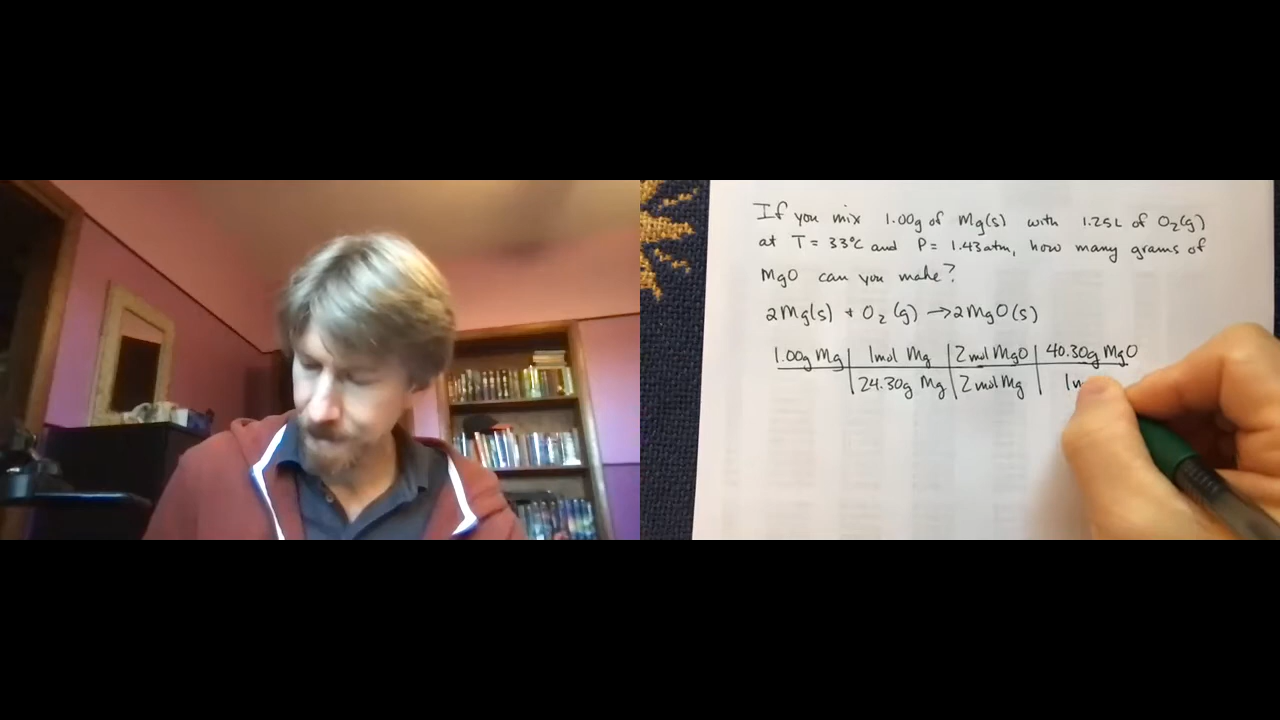 If you mix 1.00g of Mg(s) with 1.25L of O₂(g)
at T = 33°C and P = 1.43atm, how many grams of
MgO can you make?
2Mg(s) + O₂(g) → 2MgO(s)
1.00g Mg | 1mol Mg | 2mol MgO | 40.30g MgO
24.30g Mg | 2mol Mg | 1m